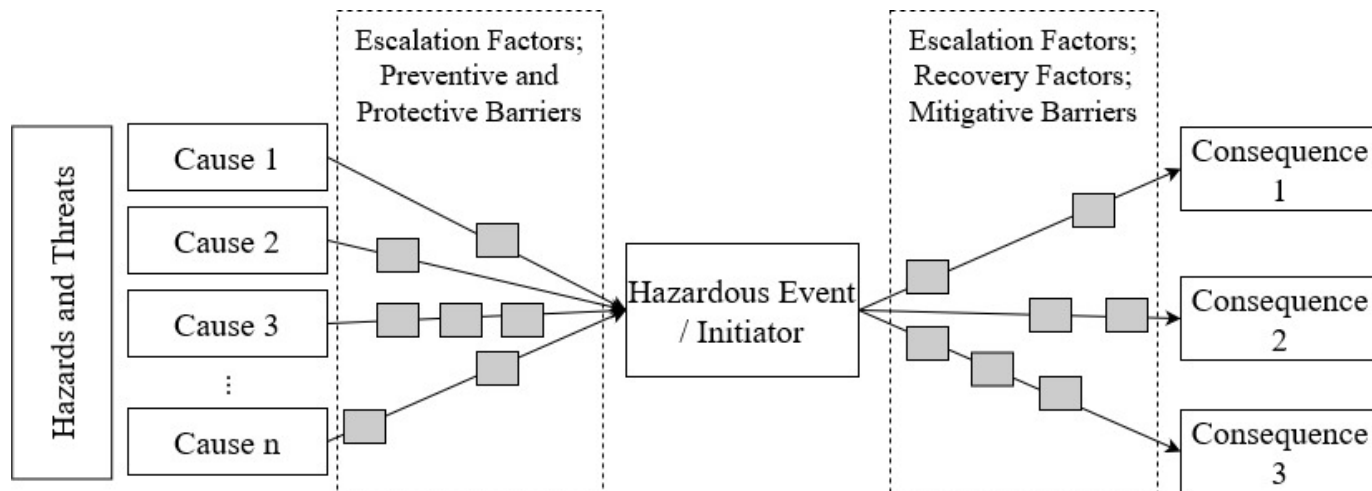 Hazards and Threats
Cause 1
Cause 2
Cause 3
...
Cause n
Escalation Factors;
Preventive and
Protective Barriers
Hazardous Event
/ Initiator
Escalation Factors;
Recovery Factors;
Mitigative Barriers
Consequence
1
Consequence
2
Consequence
3